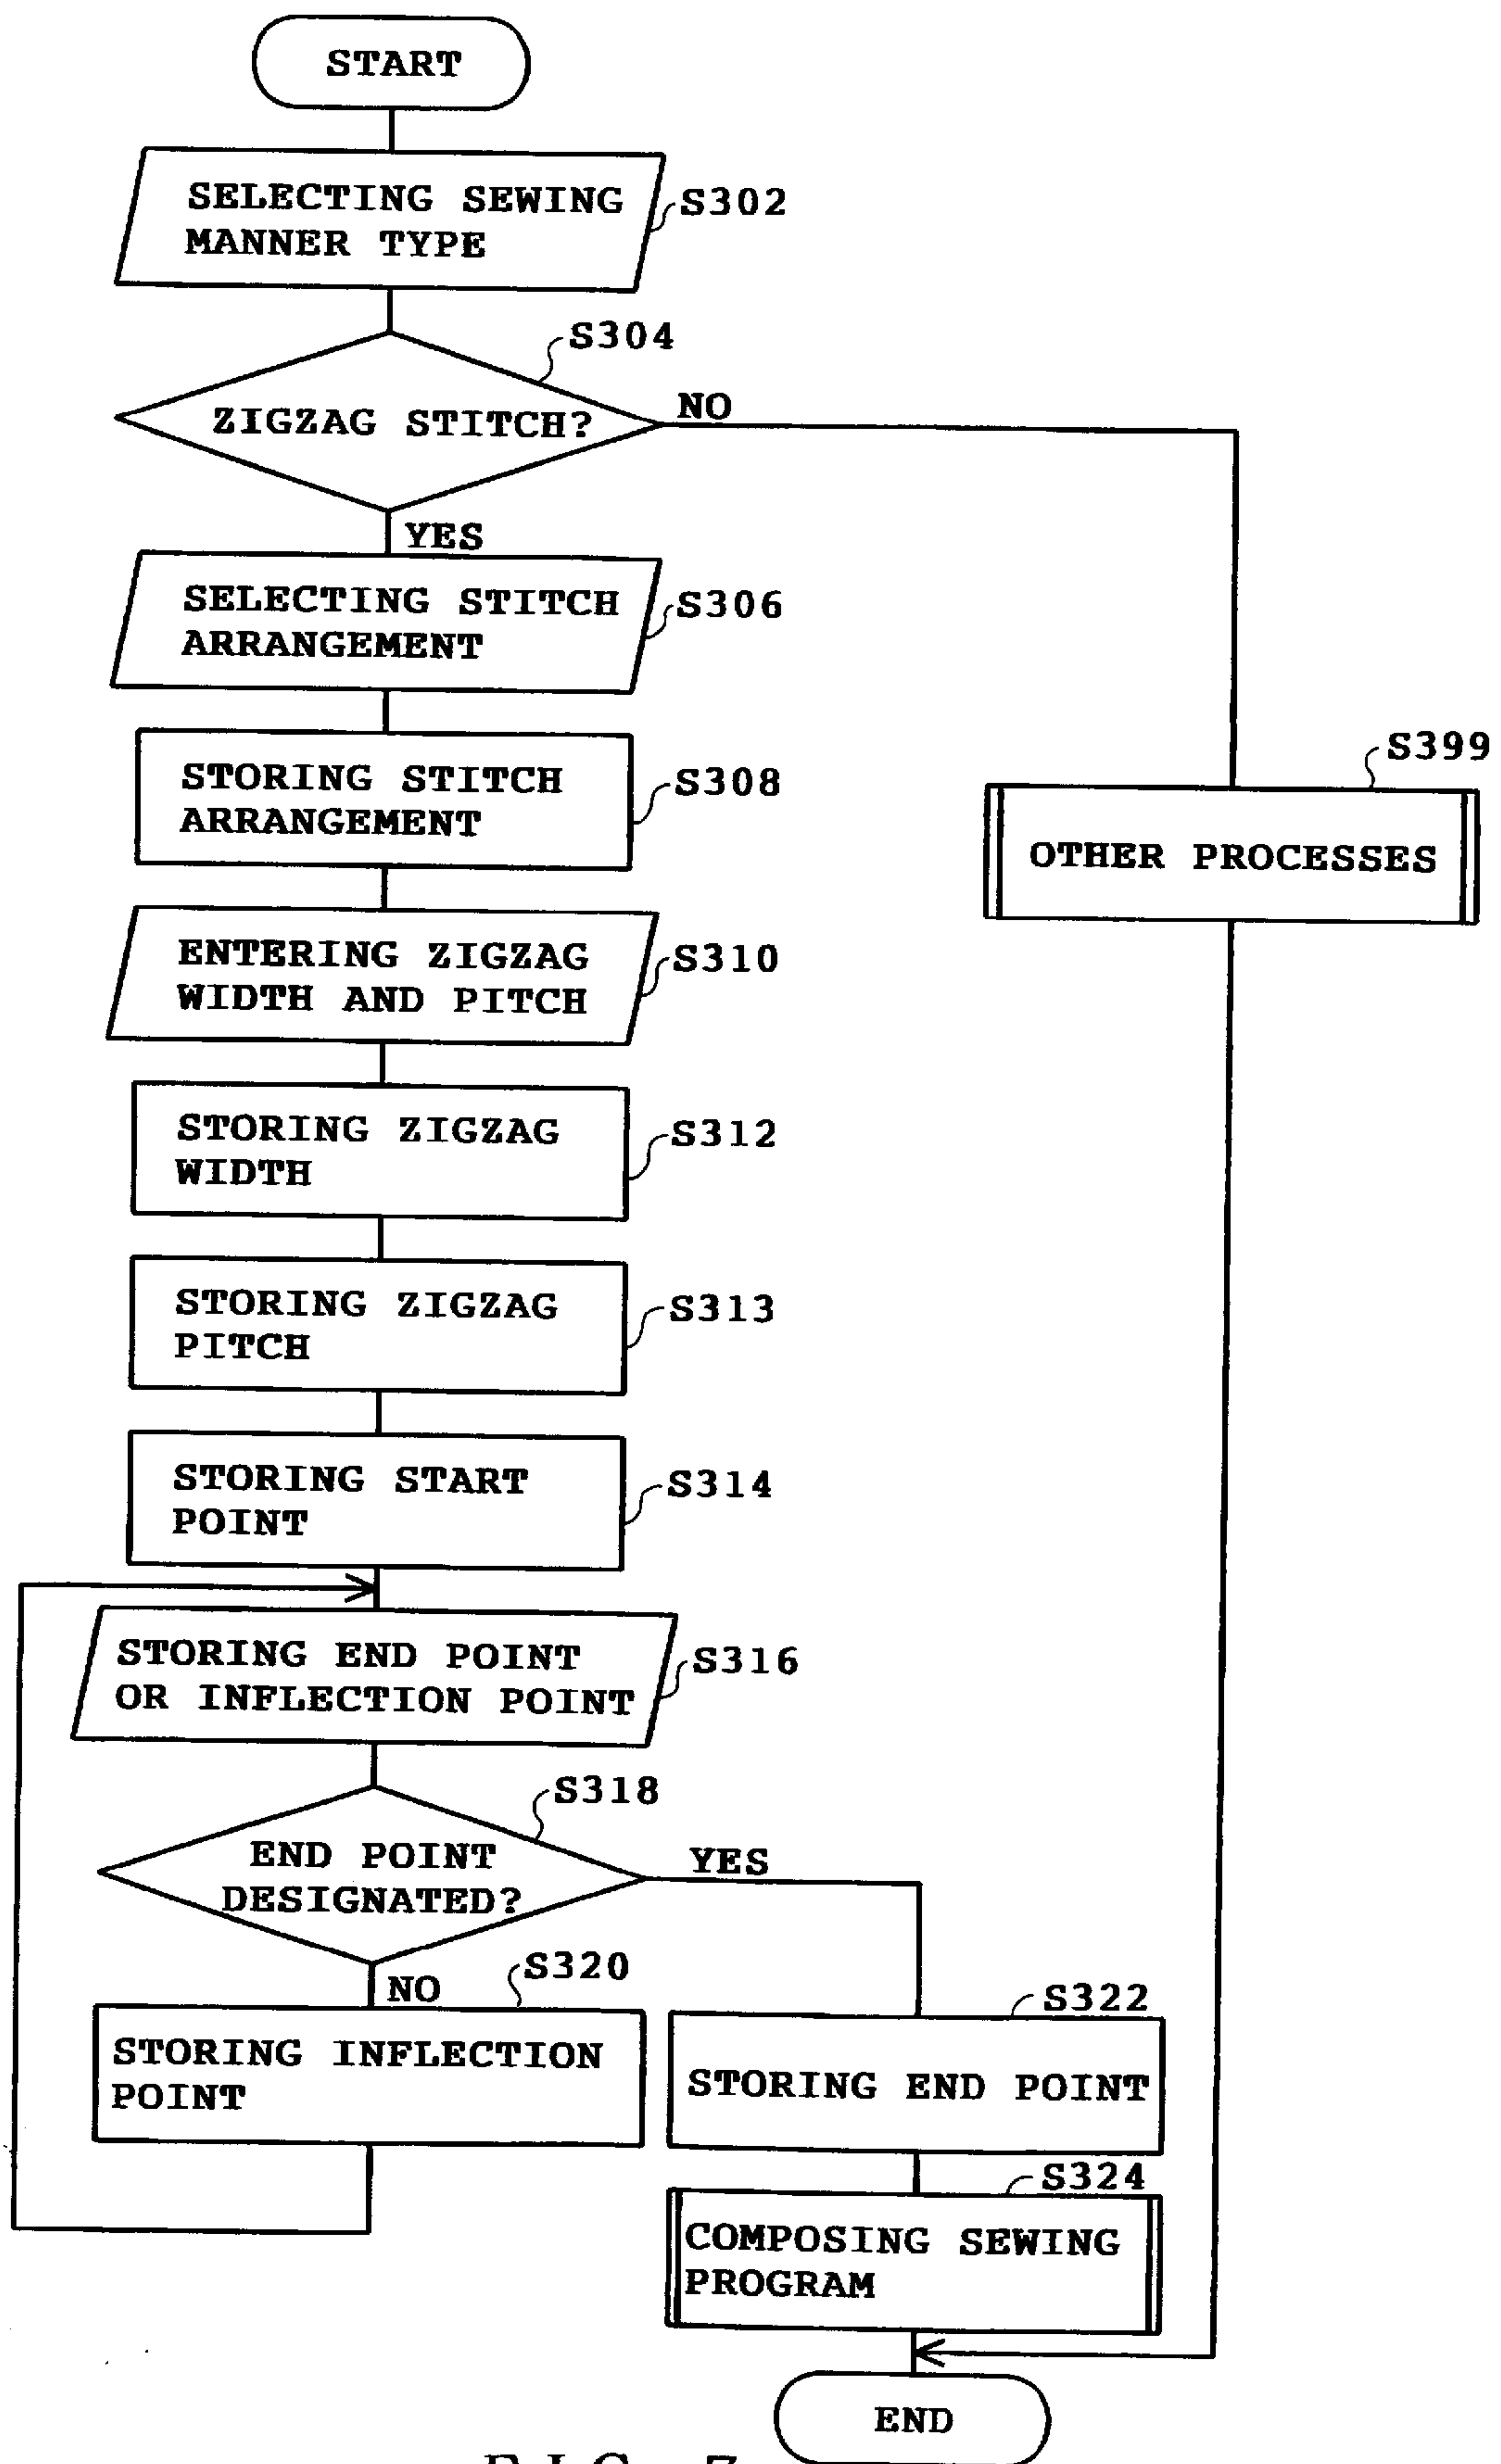 START
SELECTING SEWING
MANNER TYPE
S302
S304
ZIGZAG STITCH?
NO
YES
SELECTING STITCH
ARRANGEMENT
S306
STORING STITCH
ARRANGEMENT
S308
S399
OTHER PROCESSES
ENTERING ZIGZAG
WIDTH AND PITCH
S310
STORING ZIGZAG
WIDTH
S312
STORING ZIGZAG
PITCH
S313
STORING START
POINT
S314
STORING END POINT
OR INFLECTION POINT
S316
S318
END POINT
DESIGNATED?
YES
NO
S320
STORING INFLECTION
POINT
S322
STORING END POINT
S324
COMPOSING SEWING
PROGRAM
END